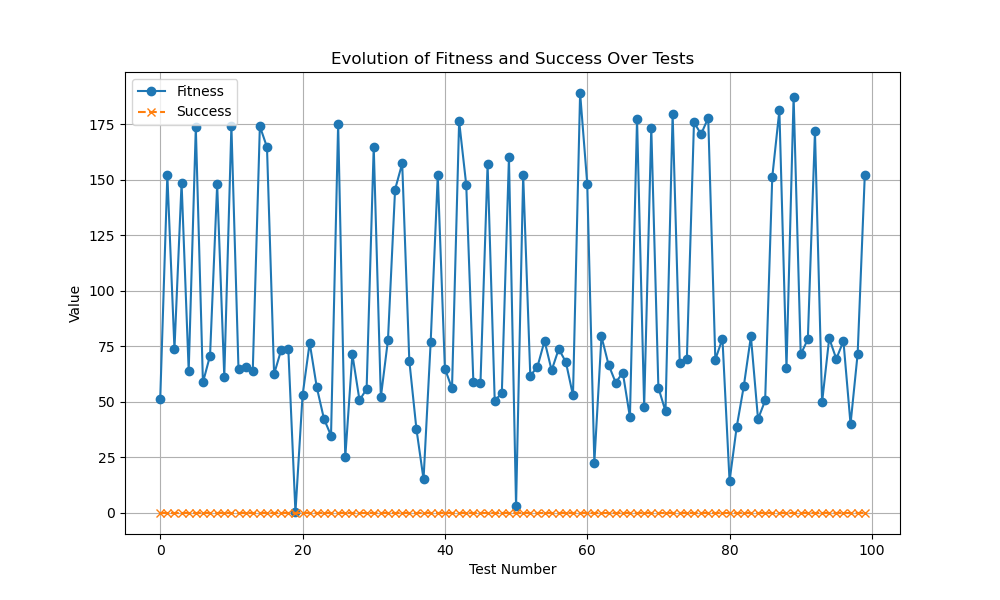 Evolution of Fitness and Success Over Tests
Fitness
Success
175
150
125
100
75
50
25
0
Value
0 20 40 60 80 100
Test Number